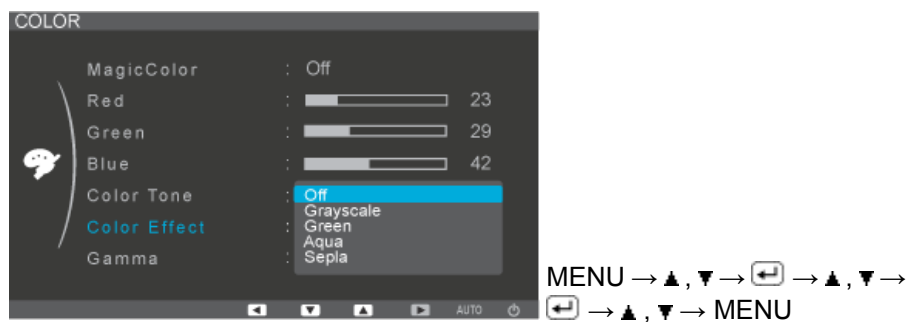 COLOR
MagicColor : Off
Red : 23
Green : 29
Blue : 42
Color Tone :
Color Effect :
Gamma :
Off
Grayscale
Green
Aqua
Sepla
AUTO
MENU → ▲ , ▼ → ↵ → ▲ , ▼ →
↵ → ▲ , ▼ → MENU